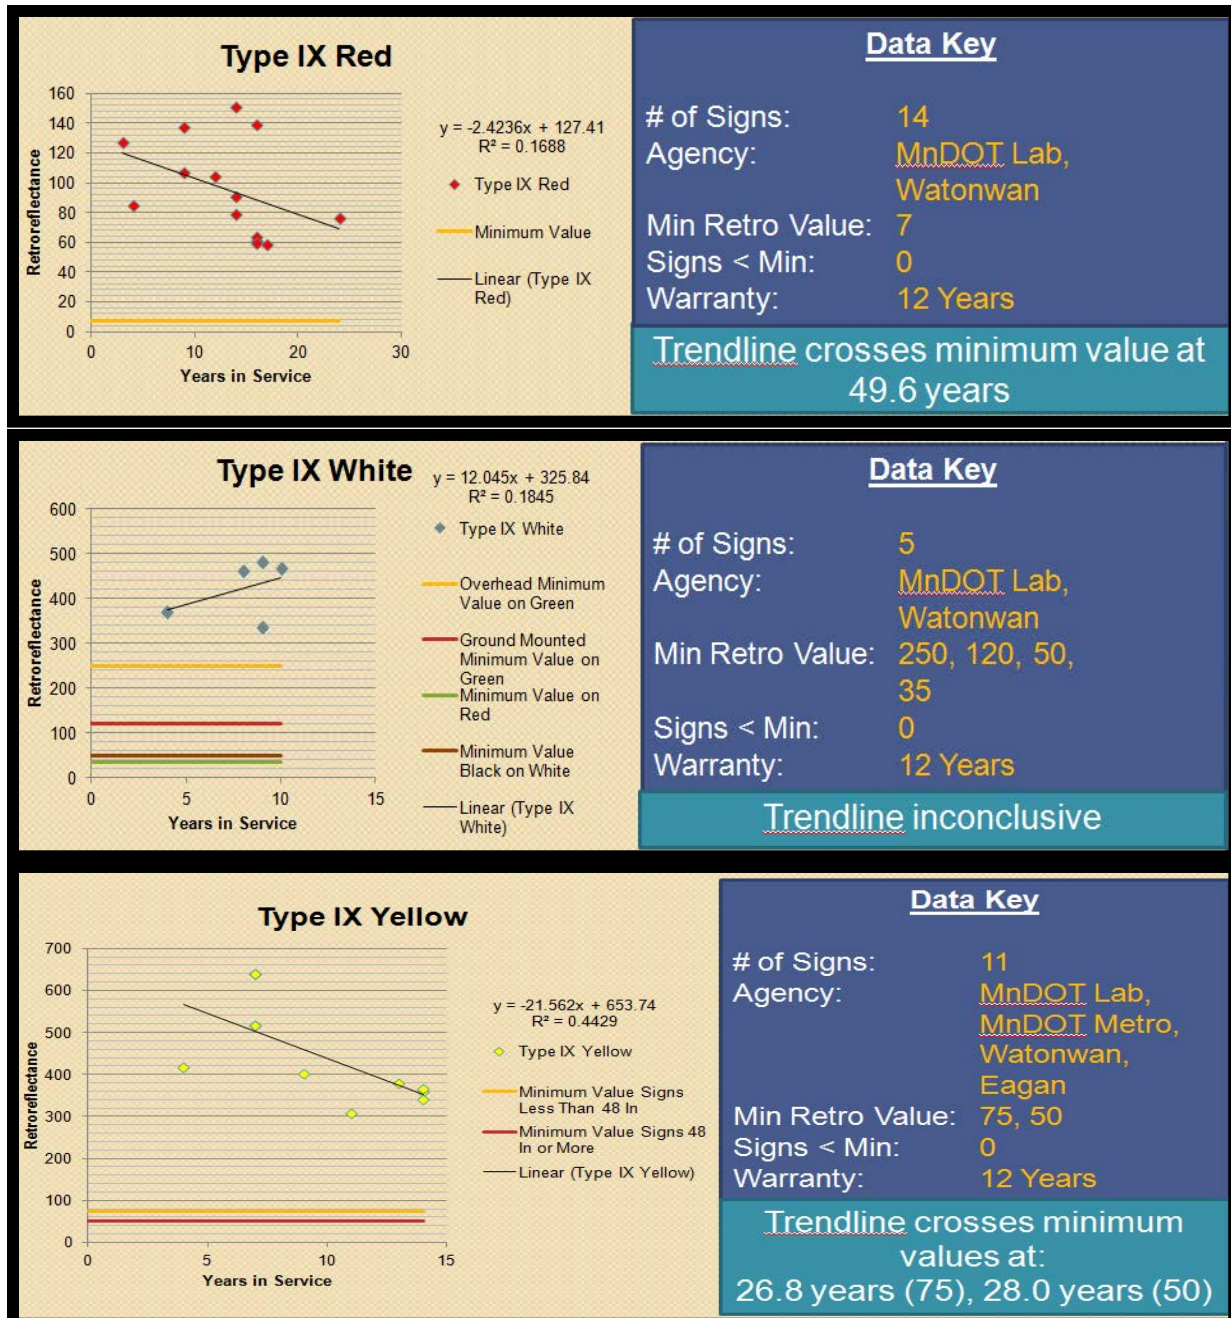 Type IX Red
160
140
120
100
80
60
40
20
0
0 10 20 30
Retroreflectance
Years in Service
y = -2.4236x + 127.41
R² = 0.1688
Type IX Red
Minimum Value
Linear (Type IX
Red)
Data Key
# of Signs: 14
Agency: MnDOT Lab,
Watonwan
Min Retro Value: 7
Signs < Min: 0
Warranty: 12 Years
Trendline crosses minimum value at
49.6 years
Type IX White
600
500
400
300
200
100
0
0 5 10 15
Retroreflectance
Years in Service
y = 12.045x + 325.84
R² = 0.1845
Type IX White
Overhead Minimum
Value on Green
Ground Mounted
Minimum Value on
Green
Minimum Value on
Red
Minimum Value
Black on White
Linear (Type IX
White)
Data Key
# of Signs: 5
Agency: MnDOT Lab,
Watonwan
Min Retro Value: 250, 120, 50,
35
Signs < Min: 0
Warranty: 12 Years
Trendline inconclusive
Type IX Yellow
700
600
500
400
300
200
100
0
0 5 10 15
Retroreflectance
Years in Service
y = -21.562x + 653.74
R² = 0.4429
Type IX Yellow
Minimum Value Signs
Less Than 48 In
Minimum Value Signs 48
In or More
Linear (Type IX Yellow)
Data Key
# of Signs: 11
Agency: MnDOT Lab,
MnDOT Metro,
Watonwan,
Eagan
Min Retro Value: 75, 50
Signs < Min: 0
Warranty: 12 Years
Trendline crosses minimum
values at:
26.8 years (75), 28.0 years (50)